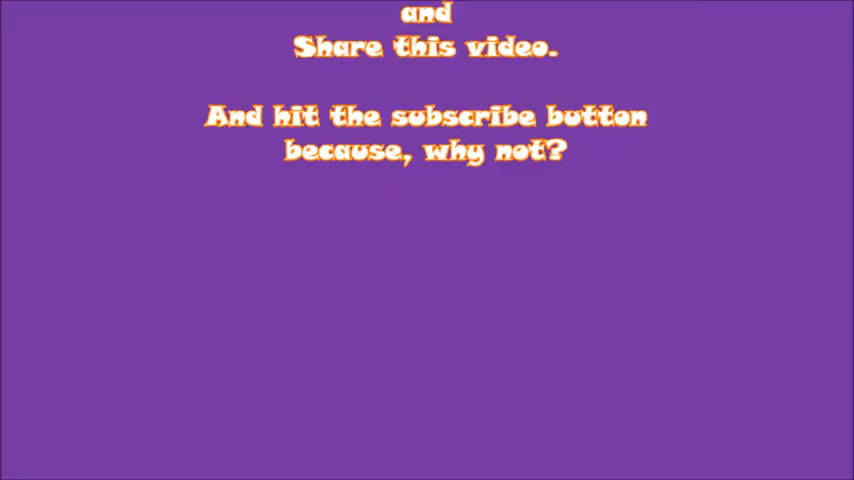 and
Share this video.
And hit the subscribe button
because, why not?